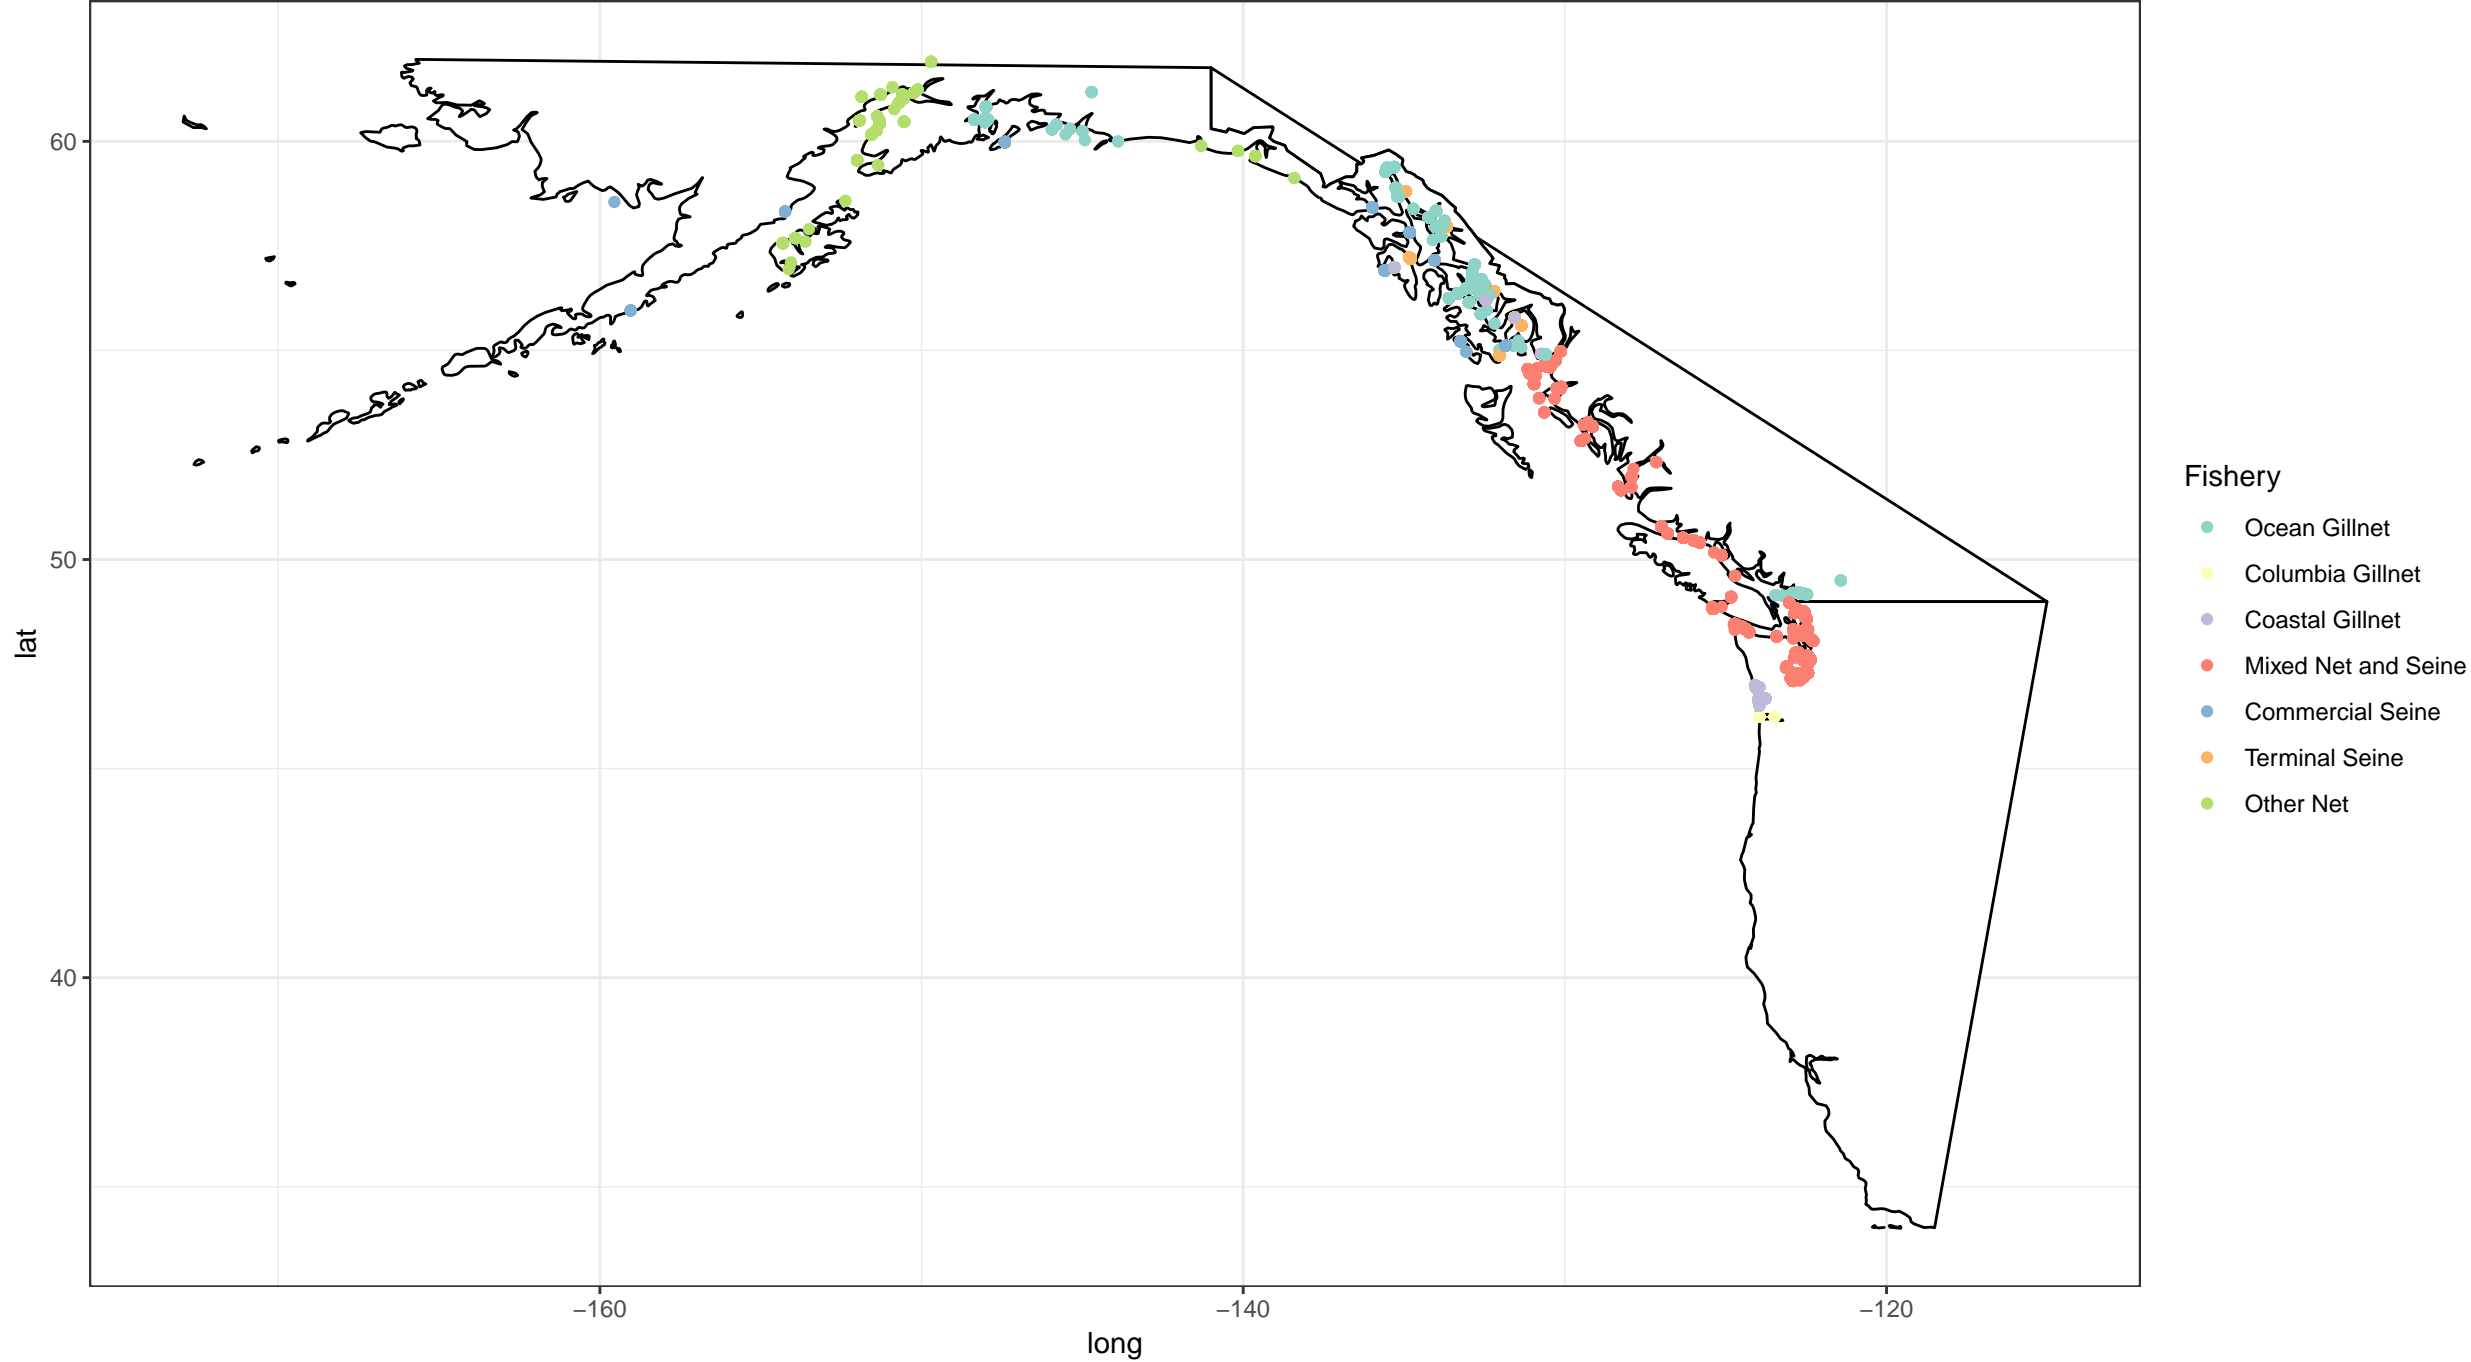 60
50
40
lat
−160
−140
−120
long
Fishery
Ocean Gillnet
Columbia Gillnet
Coastal Gillnet
Mixed Net and Seine
Commercial Seine
Terminal Seine
Other Net